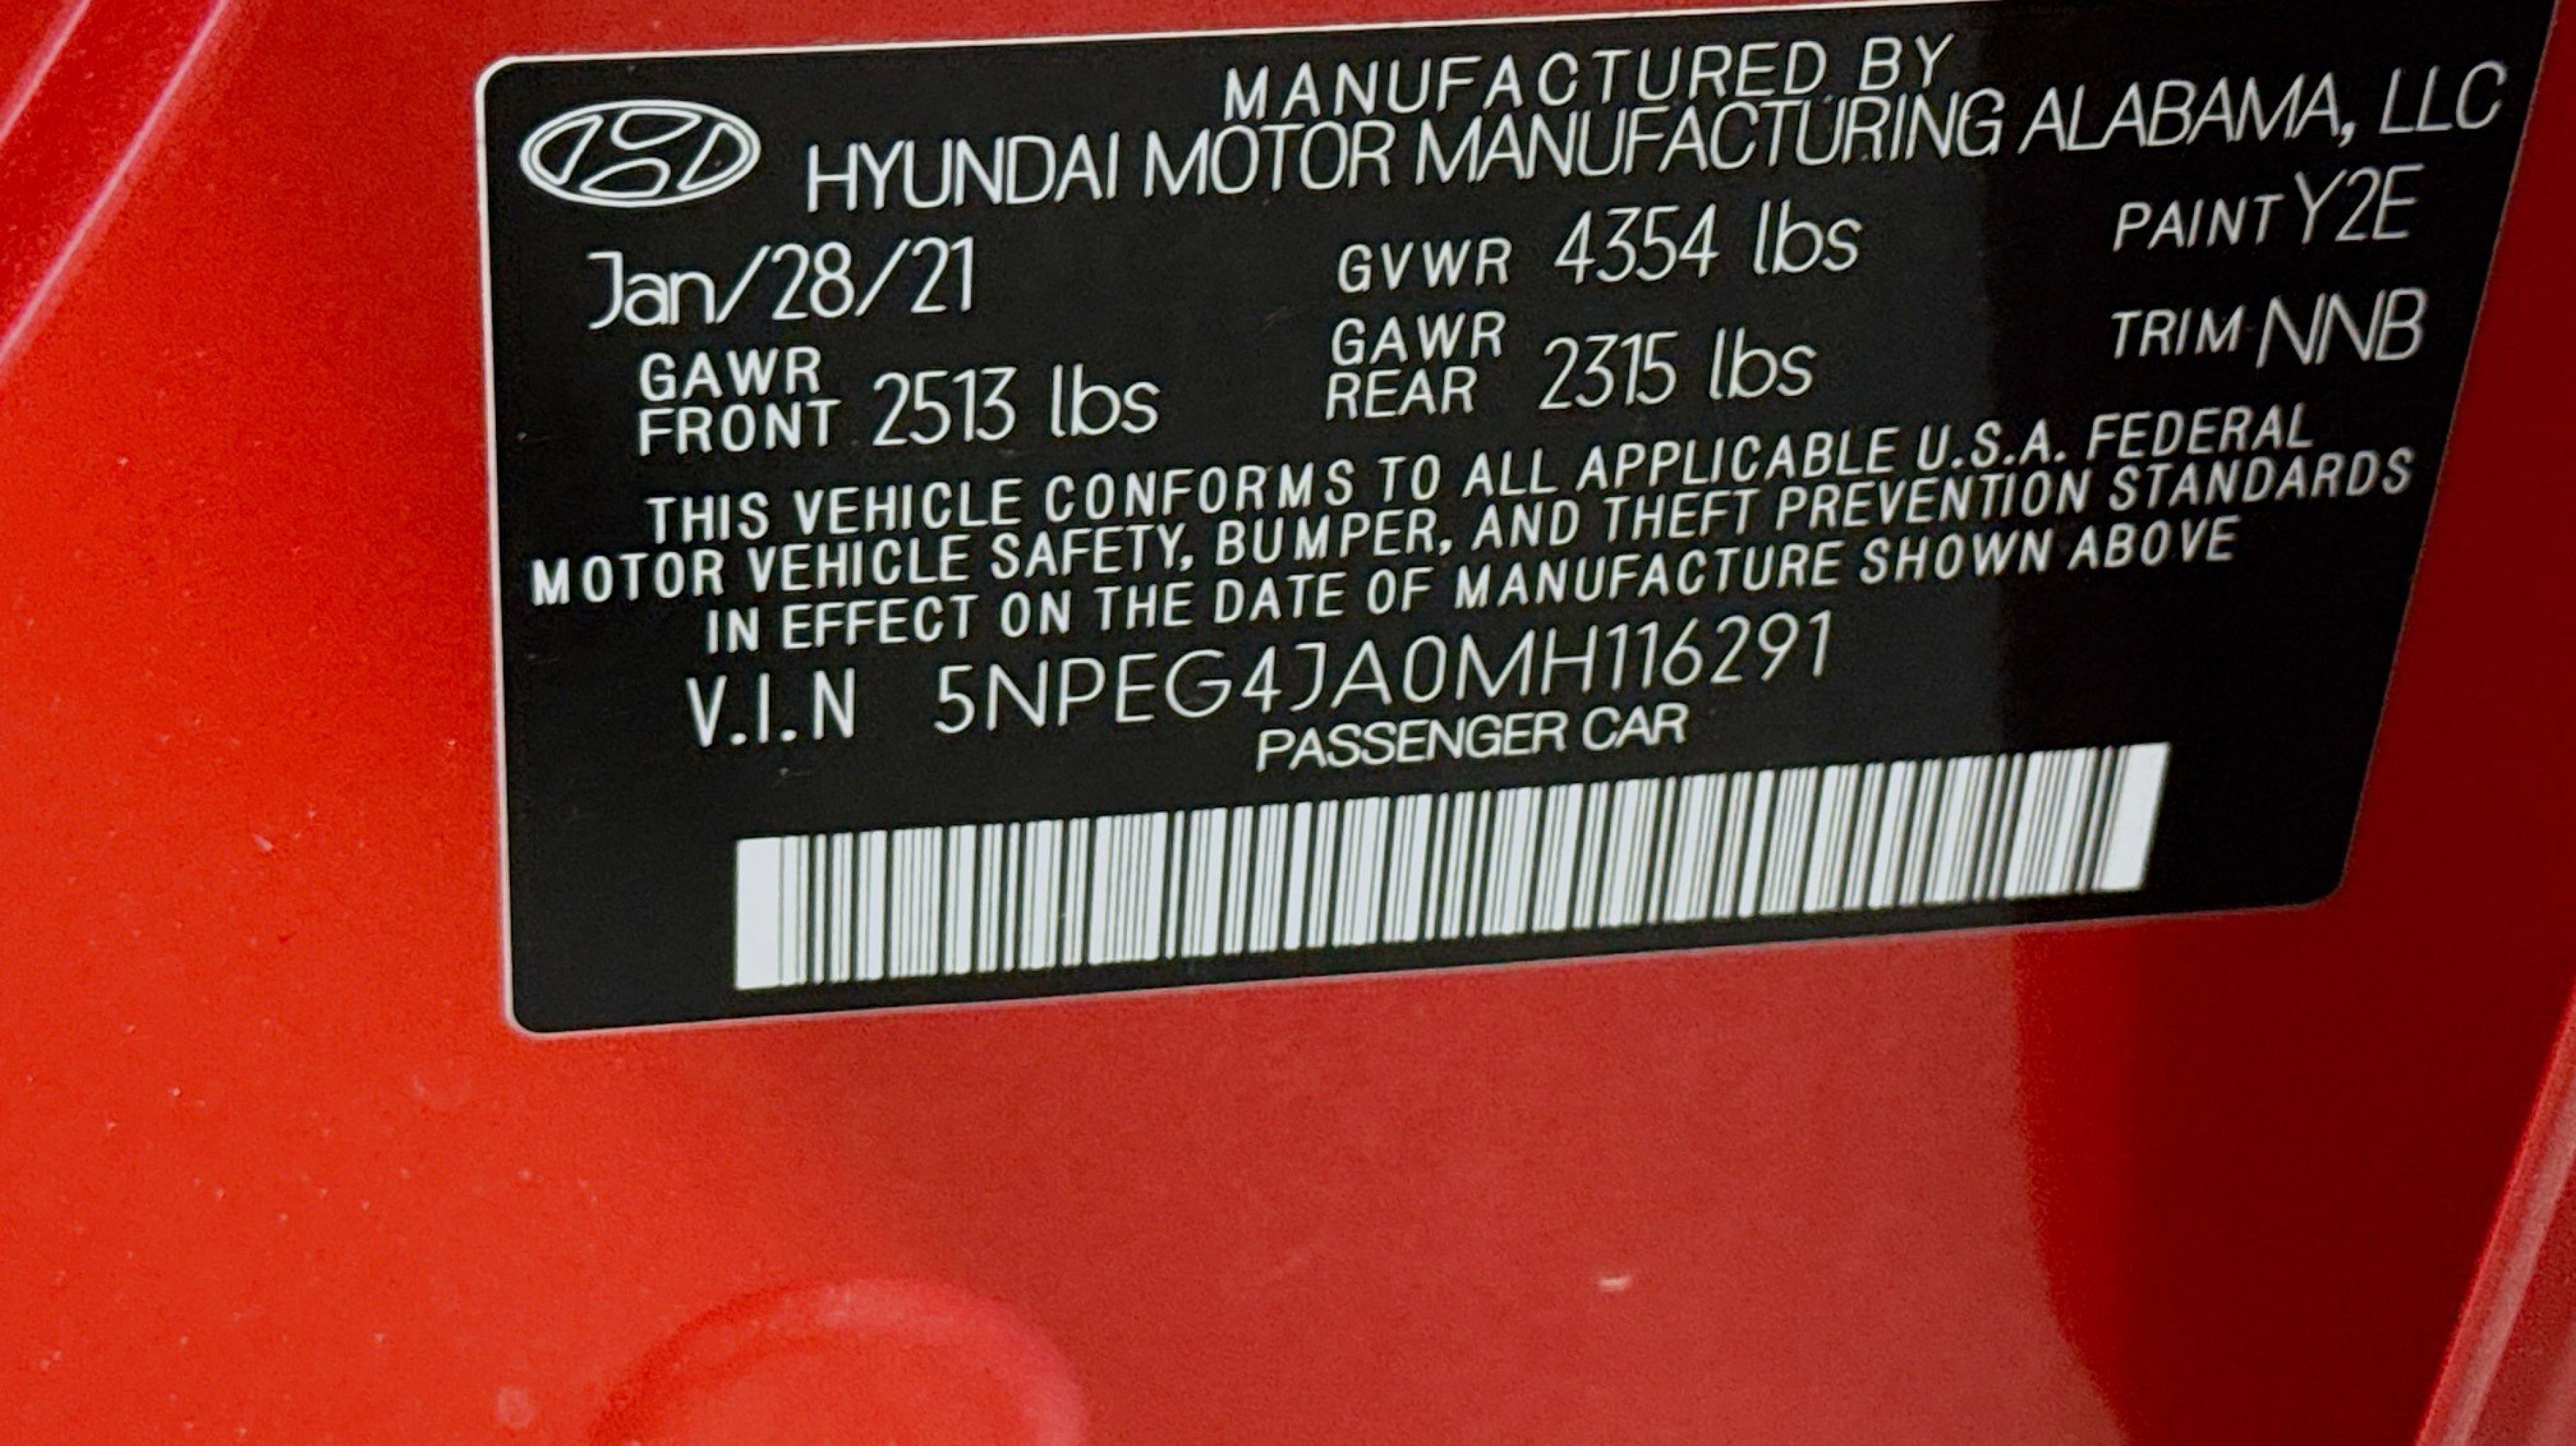 MANUFACTURED BY
HYUNDAI MOTOR MANUFACTURING ALABAMA, LLC
Jan/28/21 GVWR 4354 lbs PAINT Y2E
GAWR FRONT 2513 lbs GAWR REAR 2315 lbs TRIM NNB
THIS VEHICLE CONFORMS TO ALL APPLICABLE U.S.A. FEDERAL
MOTOR VEHICLE SAFETY, BUMPER, AND THEFT PREVENTION STANDARDS
IN EFFECT ON THE DATE OF MANUFACTURE SHOWN ABOVE
V.I.N 5NPEG4JA0MH116291
PASSENGER CAR